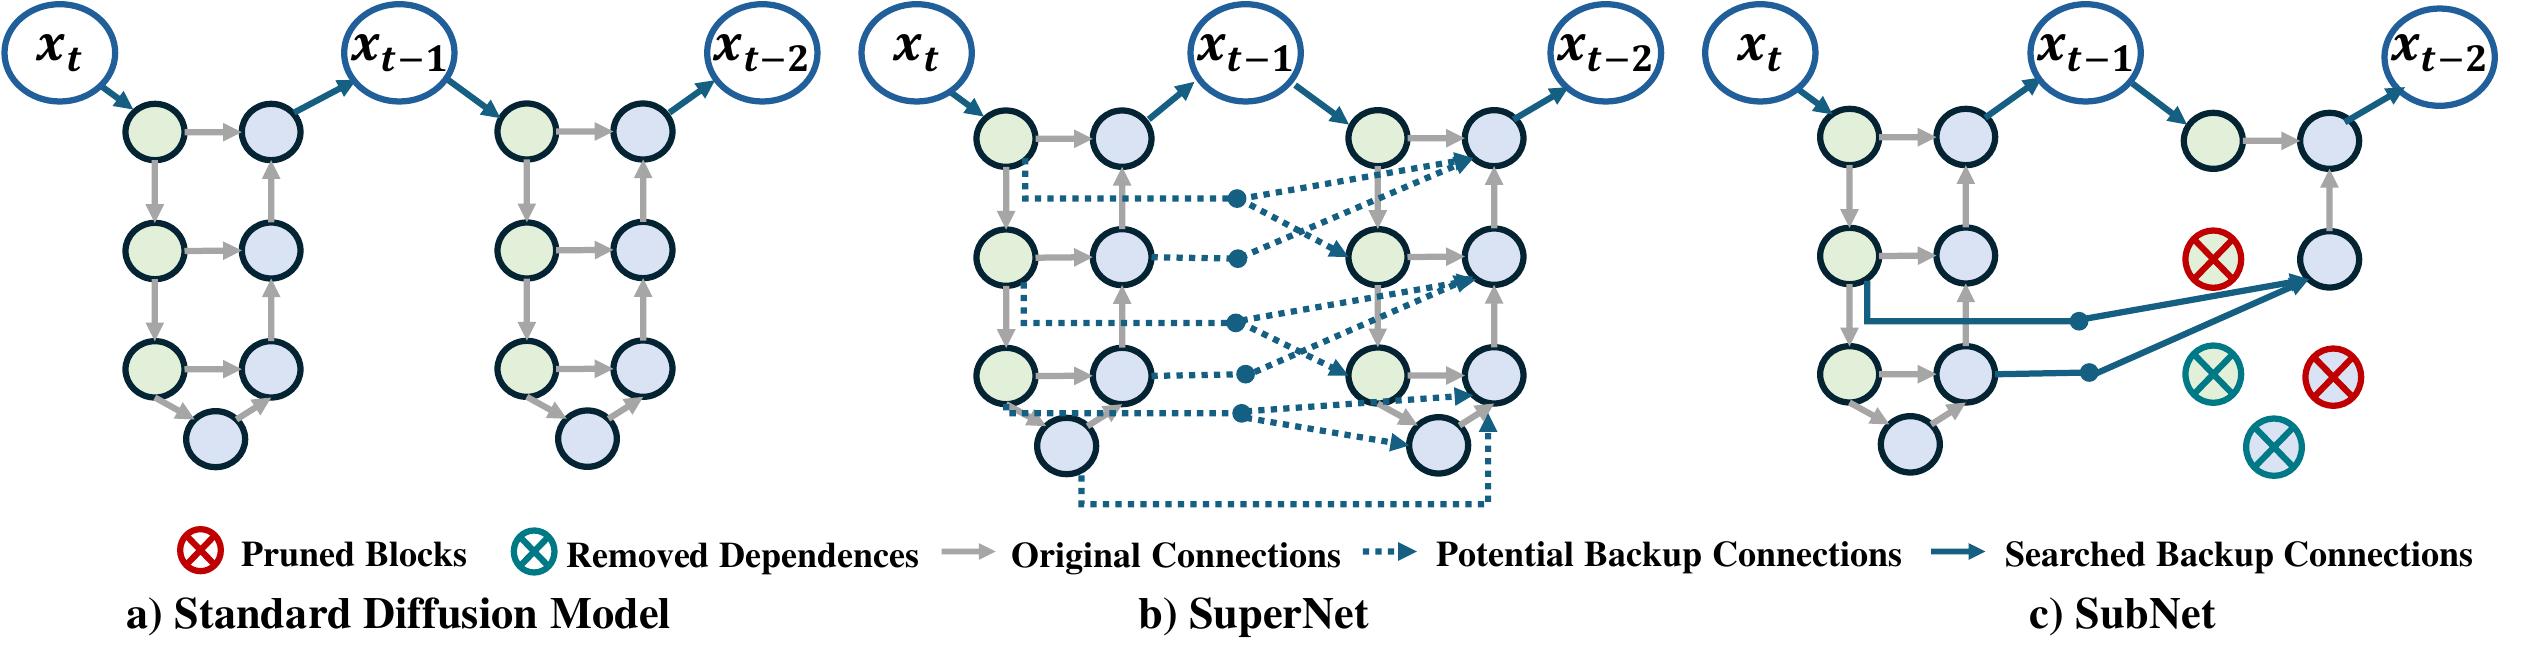 x_t x_{t−1} x_{t−2} x_t x_{t−1} x_{t−2} x_t x_{t−1} x_{t−2}
Pruned Blocks Removed Dependences Original Connections Potential Backup Connections Searched Backup Connections
a) Standard Diffusion Model b) SuperNet c) SubNet